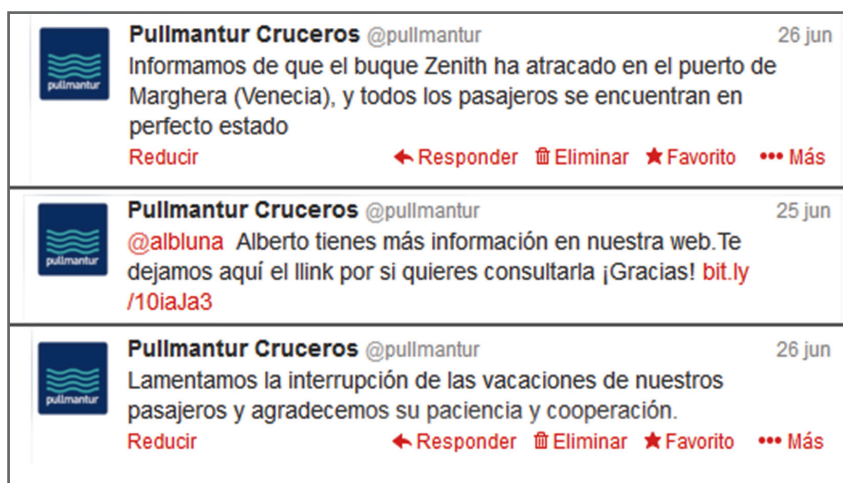 Pullmantur Cruceros @pullmantur 26 jun
pullmantur
Informamos de que el buque Zenith ha atracado en el puerto de
Marghera (Venecia), y todos los pasajeros se encuentran en
perfecto estado
Reducir Responder Eliminar Favorito Más
Pullmantur Cruceros @pullmantur 25 jun
pullmantur
@albluna Alberto tienes más información en nuestra web.Te
dejamos aquí el llink por si quieres consultarla ¡Gracias! bit.ly
/10iaJa3
Pullmantur Cruceros @pullmantur 26 jun
pullmantur
Lamentamos la interrupción de las vacaciones de nuestros
pasajeros y agradecemos su paciencia y cooperación.
Reducir Responder Eliminar Favorito Más